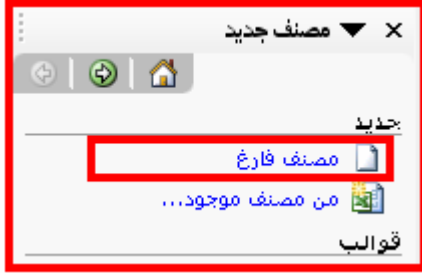 مصنف جديد
جديد
مصنف فارغ
من مصنف موجود...
قوالب